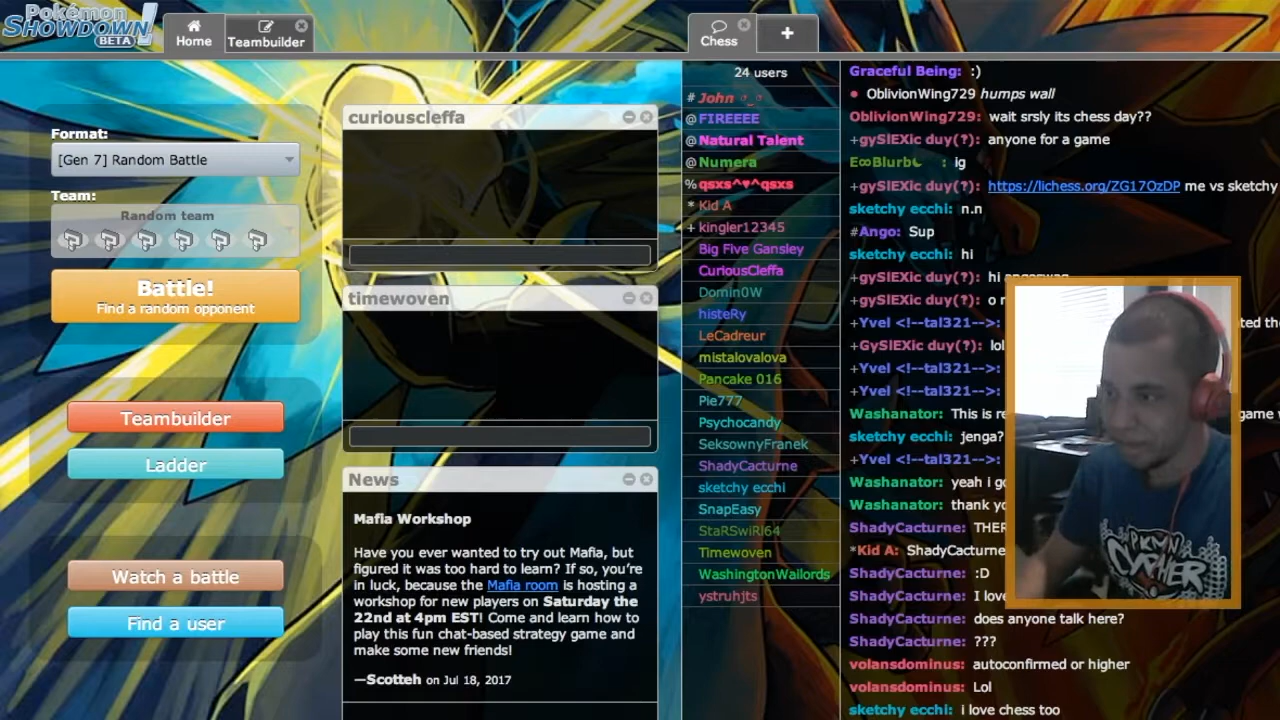 Pokémon
SHOWDOWN!
BETA
Home
Teambuilder
Chess
+
Format:
[Gen 7] Random Battle
Team:
Random team
Battle!
Find a random opponent
Teambuilder
Ladder
Watch a battle
Find a user
curiouscleffa
timewoven
News
Mafia Workshop
Have you ever wanted to try out Mafia, but
figured it was too hard to learn? If so, you're
in luck, because the Mafia room is hosting a
workshop for new players on Saturday the
22nd at 4pm EST! Come and learn how to
play this fun chat-based strategy game and
make some new friends!
—Scotteh on Jul 18, 2017
24 users
# John
@ FIREEEE
@ Natural Talent
@ Numera
% qsxs^▼^qsxs
* Kid A
+ kingler12345
Big Five Gansley
CuriousCleffa
Domin0W
histeRy
LeCadreur
mistalovalova
Pancake 016
Pie777
Psychocandy
SeksownyFranek
ShadyCacturne
sketchy ecchi
SnapEasy
StaRSwiRl64
Timewoven
WashingtonWailords
ystruhjts
Graceful Being: :)
• OblivionWing729 humps wall
OblivionWing729: wait srsly its chess day??
+gySlEXic duy(?): anyone for a game
E∞Blurb : ig
+gySlEXic duy(?): https://lichess.org/ZG17OzDP me vs sketchy
sketchy ecchi: n.n
#Ango: Sup
sketchy ecchi: hi
+gySlEXic duy(?): hi angoswag
+gySlEXic duy(?): o
+Yvel <!--tal321-->: ted the
+GySlEXic duy(?): lol
+Yvel <!--tal321-->:
+Yvel <!--tal321-->:
Washanator: This is game
sketchy ecchi: jenga?
+Yvel <!--tal321-->:
Washanator: yeah i
Washanator: thank
ShadyCacturne: THER
*Kid A: ShadyCacturne
ShadyCacturne: :D
ShadyCacturne: I love
ShadyCacturne: does anyone talk here?
ShadyCacturne: ???
volansdominus: autoconfirmed or higher
volansdominus: Lol
sketchy ecchi: i love chess too
PKMN
CYPHER